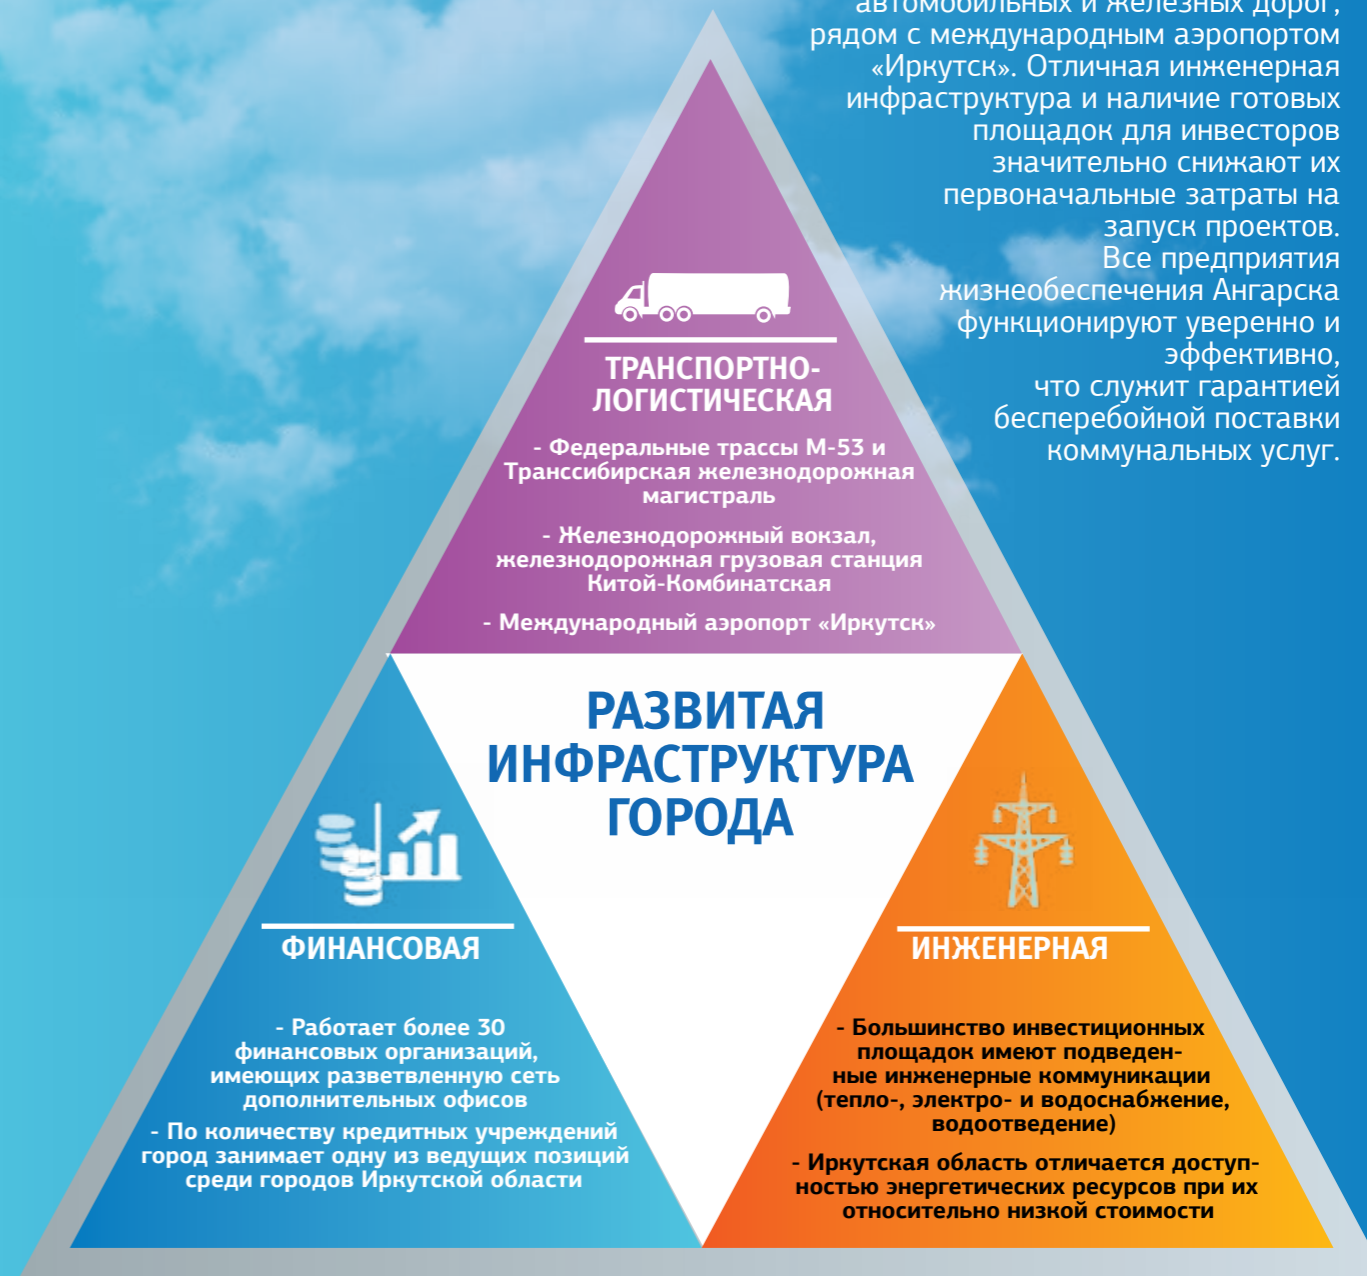 автомобильных и железных дорог,
рядом с международным аэропортом
«Иркутск». Отличная инженерная
инфраструктура и наличие готовых
площадок для инвесторов
значительно снижают их
первоначальные затраты на
запуск проектов.
Все предприятия
жизнеобеспечения Ангарска
функционируют уверенно и
эффективно,
что служит гарантией
бесперебойной поставки
коммунальных услуг.
ТРАНСПОРТНО-
ЛОГИСТИЧЕСКАЯ
- Федеральные трассы М-53 и
Транссибирская железнодорожная
магистраль
- Железнодорожный вокзал,
железнодорожная грузовая станция
Китой-Комбинатская
- Международный аэропорт «Иркутск»
РАЗВИТАЯ
ИНФРАСТРУКТУРА
ГОРОДА
ФИНАНСОВАЯ
- Работает более 30
финансовых организаций,
имеющих разветвленную сеть
дополнительных офисов
- По количеству кредитных учреждений
город занимает одну из ведущих позиций
среди городов Иркутской области
ИНЖЕНЕРНАЯ
- Большинство инвестиционных
площадок имеют подведен-
ные инженерные коммуникации
(тепло-, электро- и водоснабжение,
водоотведение)
- Иркутская область отличается доступ-
ностью энергетических ресурсов при их
относительно низкой стоимости